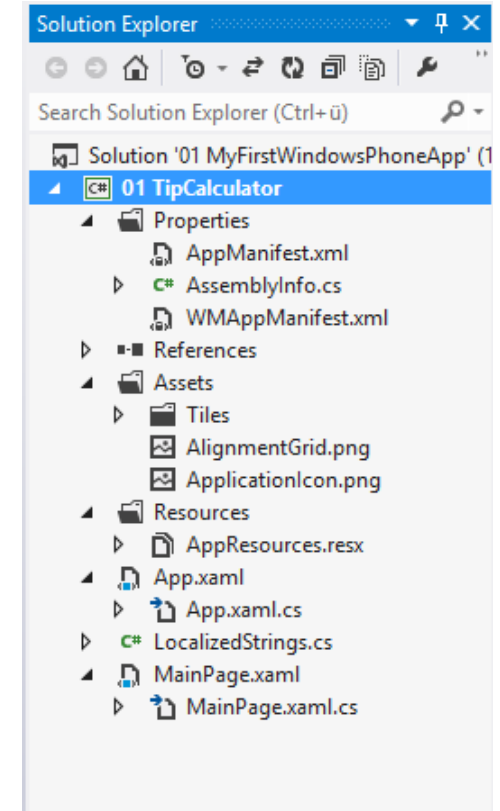 Solution Explorer
Search Solution Explorer (Ctrl+ü)
Solution '01 MyFirstWindowsPhoneApp' (1
C# 01 TipCalculator
Properties
AppManifest.xml
C# AssemblyInfo.cs
WMAppManifest.xml
References
Assets
Tiles
AlignmentGrid.png
ApplicationIcon.png
Resources
AppResources.resx
App.xaml
App.xaml.cs
C# LocalizedStrings.cs
MainPage.xaml
MainPage.xaml.cs